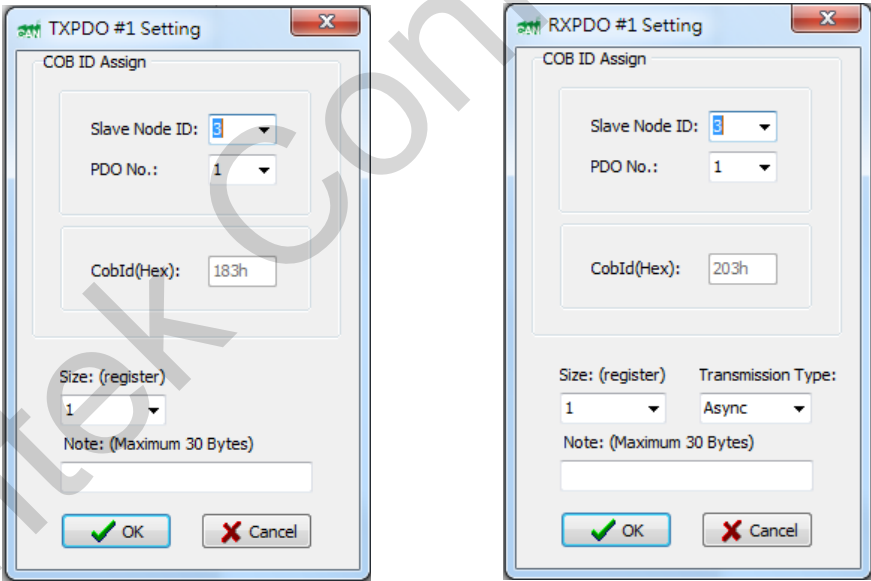 TXPDO #1 Setting
COB ID Assign
Slave Node ID: 3
PDO No.: 1
CobId(Hex): 183h
Size: (register)
1
Note: (Maximum 30 Bytes)
OK Cancel
RXPDO #1 Setting
COB ID Assign
Slave Node ID: 3
PDO No.: 1
CobId(Hex): 203h
Size: (register) Transmission Type:
1 Async
Note: (Maximum 30 Bytes)
OK Cancel
tek Con